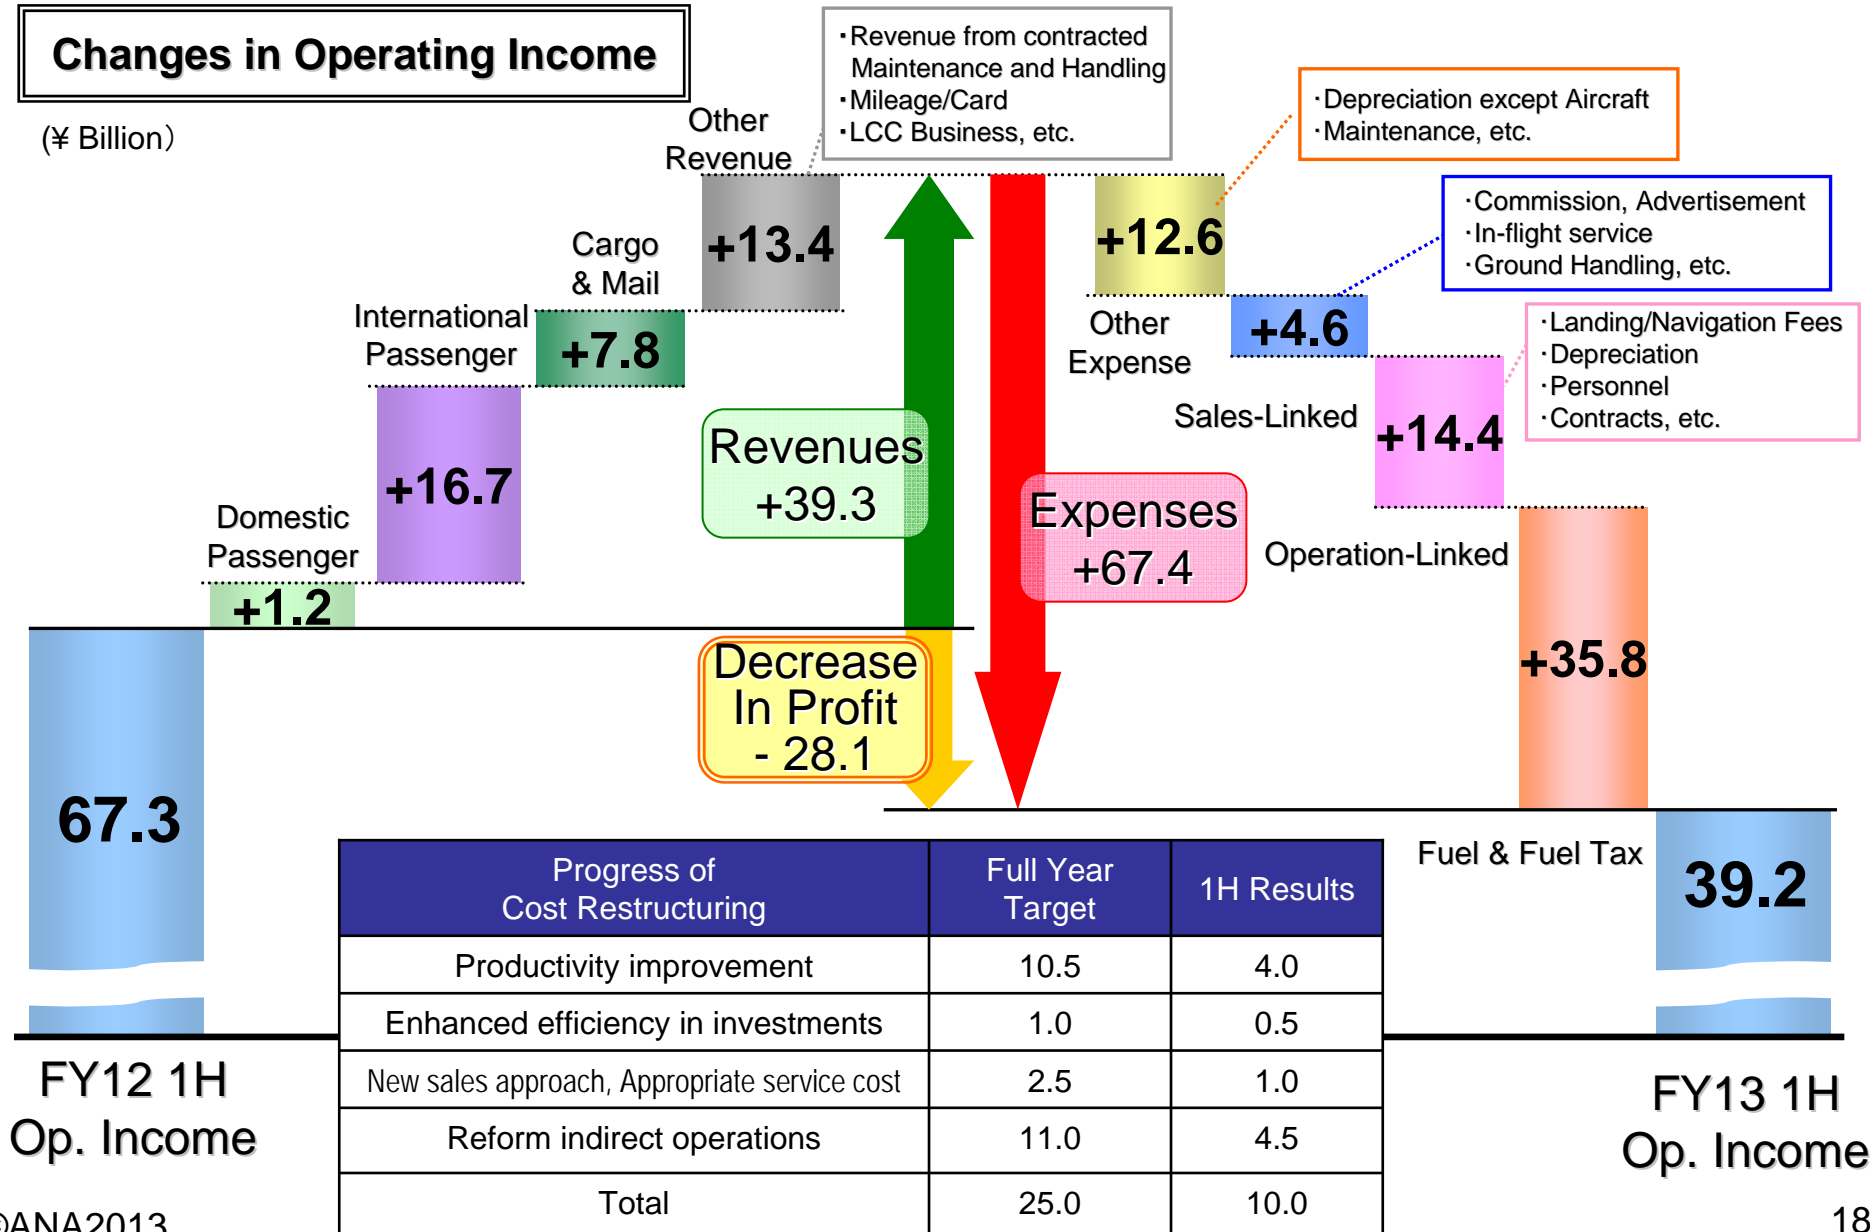 Changes in Operating Income
(¥ Billion）
Other
Revenue
・Revenue from contracted
Maintenance and Handling
・Mileage/Card
・LCC Business, etc.
・Depreciation except Aircraft
・Maintenance, etc.
・Commission, Advertisement
・In-flight service
・Ground Handling, etc.
・Landing/Navigation Fees
・Depreciation
・Personnel
・Contracts, etc.
+13.4
+12.6
Cargo
& Mail
+7.8
International
Passenger
+16.7
Domestic
Passenger
+1.2
Other
Expense
+4.6
Sales-Linked
+14.4
Operation-Linked
+35.8
Revenues
+39.3
Expenses
+67.4
Decrease
In Profit
- 28.1
67.3
Fuel & Fuel Tax
39.2
Progress of
Cost Restructuring
Full Year
Target
1H Results
Productivity improvement 10.5 4.0
Enhanced efficiency in investments 1.0 0.5
New sales approach, Appropriate service cost 2.5 1.0
Reform indirect operations 11.0 4.5
Total 25.0 10.0
FY12 1H
Op. Income
FY13 1H
Op. Income
©ANA2013
18